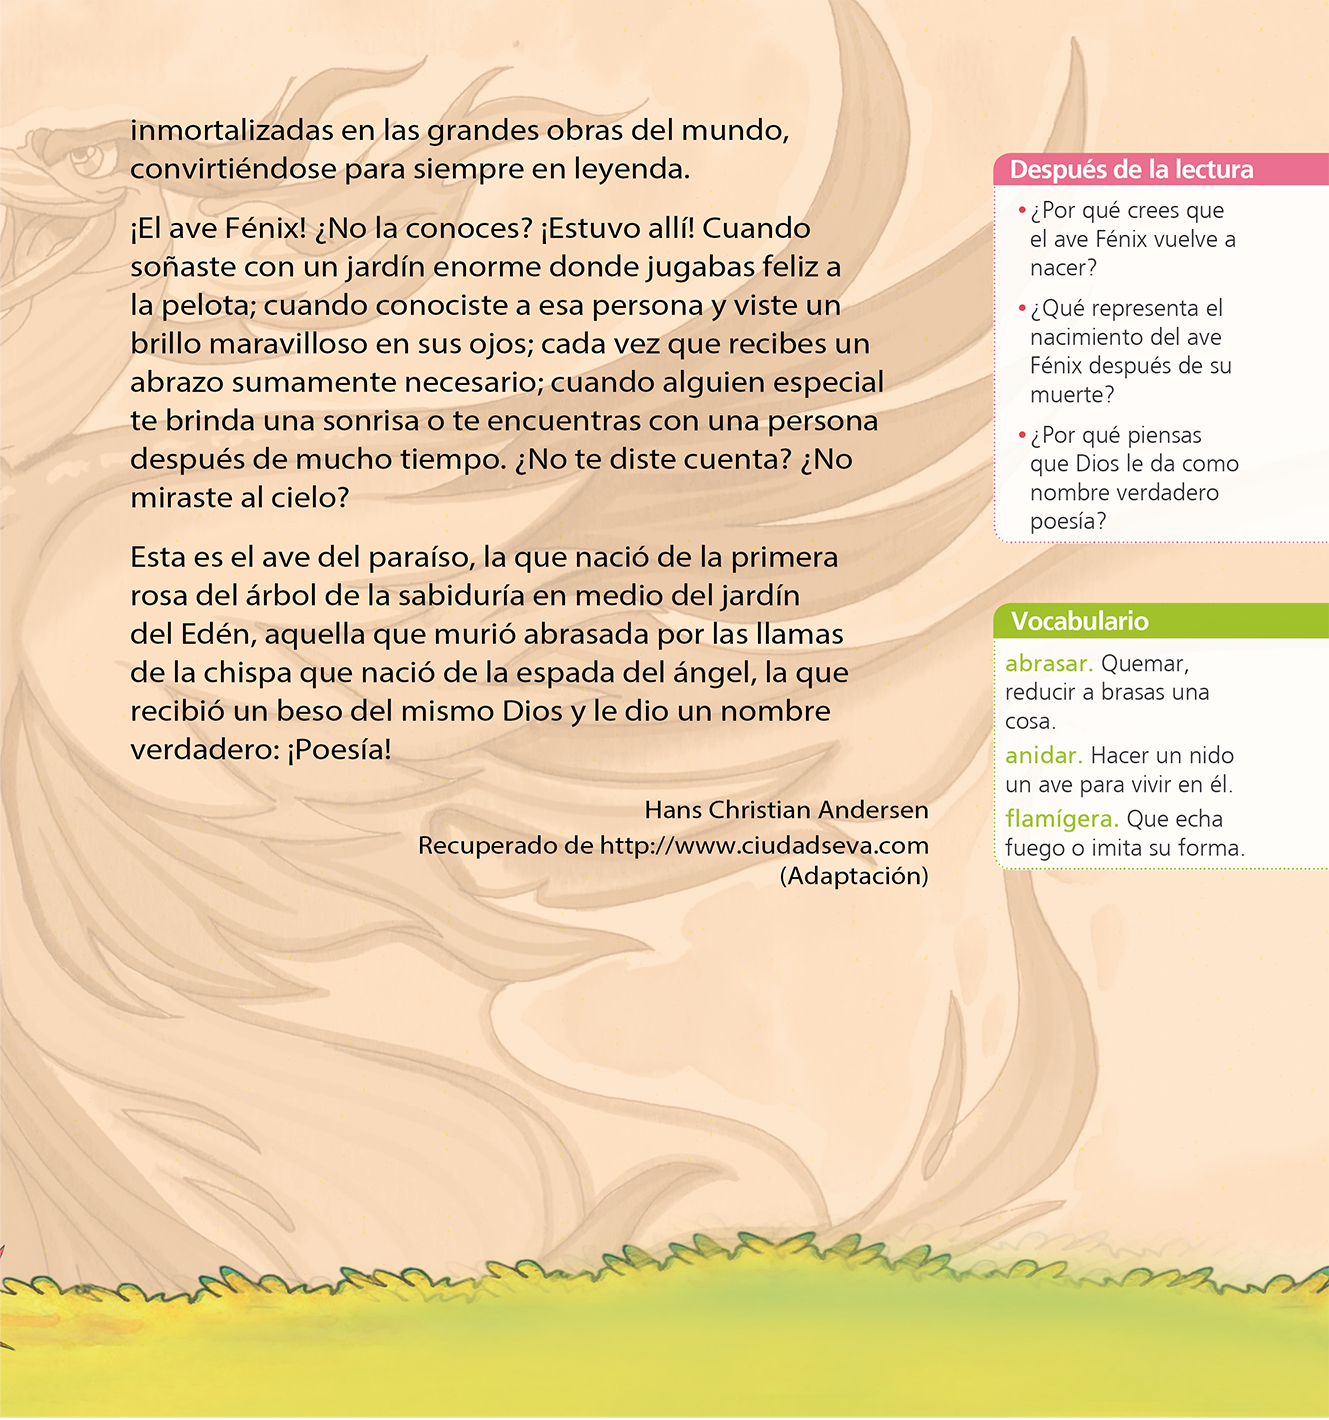 inmortalizadas en las grandes obras del mundo,
convirtiéndose para siempre en leyenda.
¡El ave Fénix! ¿No la conoces? ¡Estuvo allí! Cuando
soñaste con un jardín enorme donde jugabas feliz a
la pelota; cuando conociste a esa persona y viste un
brillo maravilloso en sus ojos; cada vez que recibes un
abrazo sumamente necesario; cuando alguien especial
te brinda una sonrisa o te encuentras con una persona
después de mucho tiempo. ¿No te diste cuenta? ¿No
miraste al cielo?
Esta es el ave del paraíso, la que nació de la primera
rosa del árbol de la sabiduría en medio del jardín
del Edén, aquella que murió abrasada por las llamas
de la chispa que nació de la espada del ángel, la que
recibió un beso del mismo Dios y le dio un nombre
verdadero: ¡Poesía!
Hans Christian Andersen
Recuperado de http://www.ciudadseva.com
(Adaptación)
Después de la lectura
• ¿Por qué crees que
el ave Fénix vuelve a
nacer?
• ¿Qué representa el
nacimiento del ave
Fénix después de su
muerte?
• ¿Por qué piensas
que Dios le da como
nombre verdadero
poesía?
Vocabulario
abrasar. Quemar,
reducir a brasas una
cosa.
anidar. Hacer un nido
un ave para vivir en él.
flamígera. Que echa
fuego o imita su forma.